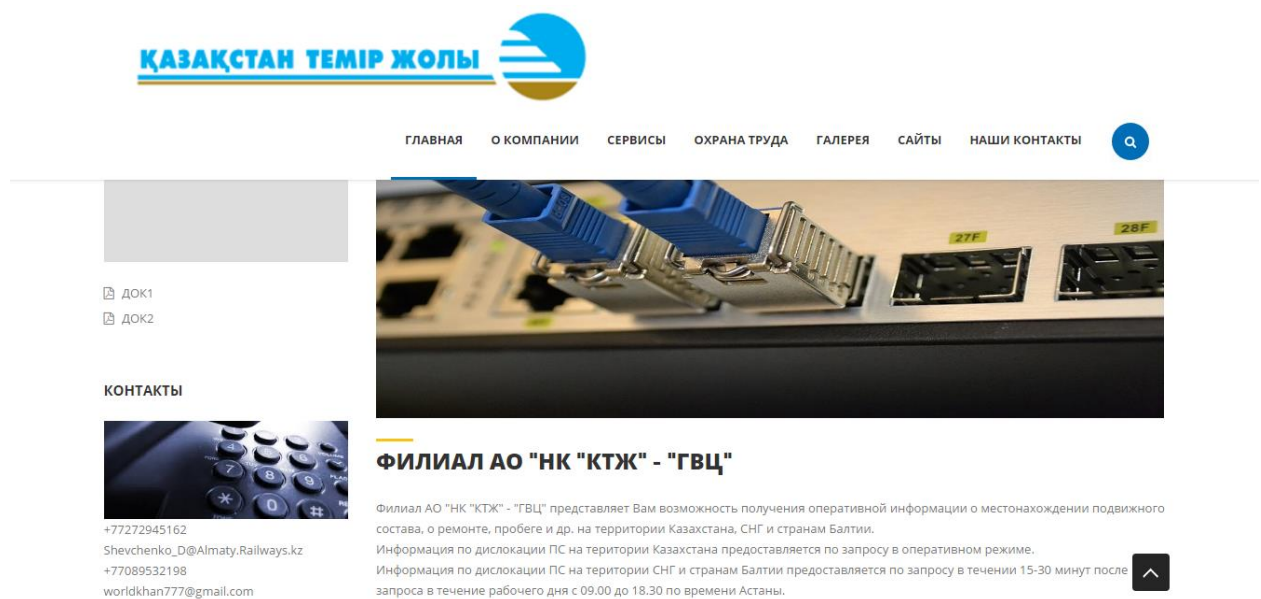 ҚАЗАҚСТАН ТЕМІР ЖОЛЫ
ГЛАВНАЯ О КОМПАНИИ СЕРВИСЫ ОХРАНА ТРУДА ГАЛЕРЕЯ САЙТЫ НАШИ КОНТАКТЫ
27F
28F
ДОК1
ДОК2
КОНТАКТЫ
+77272945162
Shevchenko_D@Almaty.Railways.kz
+77089532198
worldkhan777@gmail.com
ФИЛИАЛ АО "НК "КТЖ" - "ГВЦ"
Филиал АО "НК "КТЖ" - "ГВЦ" представляет Вам возможность получения оперативной информации о местонахождении подвижного
состава, о ремонте, пробеге и др. на территории Казахстана, СНГ и странам Балтии.
Информация по дислокации ПС на територии Казахстана предоставляется по запросу в оперативном режиме.
Информация по дислокации ПС на територии СНГ и странам Балтии предоставляется по запросу в течении 15-30 минут после
запроса в течение рабочего дня с 09.00 до 18.30 по времени Астаны.